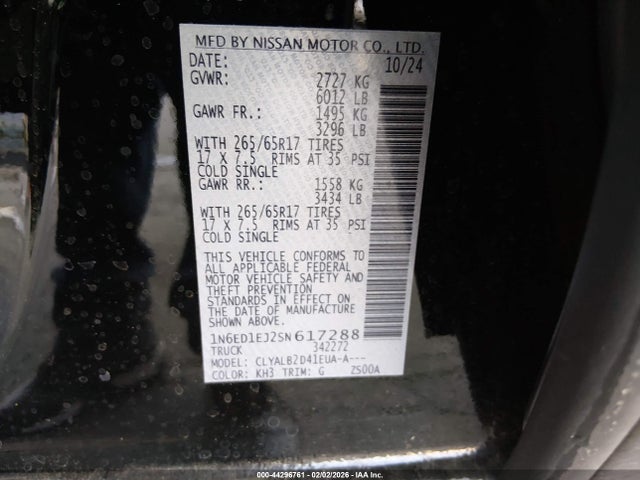 MFD BY NISSAN MOTOR CO., LTD.
DATE: 10/24
GVWR: 2727 KG
6012 LB
GAWR FR.: 1495 KG
3296 LB
WITH 265/65R17 TIRES
17 X 7.5 RIMS AT 35 PSI
COLD SINGLE
GAWR RR.: 1558 KG
3434 LB
WITH 265/65R17 TIRES
17 X 7.5 RIMS AT 35 PSI
COLD SINGLE
THIS VEHICLE CONFORMS TO
ALL APPLICABLE FEDERAL
MOTOR VEHICLE SAFETY AND
THEFT PREVENTION
STANDARDS IN EFFECT ON
THE DATE OF MANUFACTURE
SHOWN ABOVE.
1N6ED1EJ2SN617288
TRUCK 342272
MODEL: CLYALB2D41EUA-A---
COLOR: KH3 TRIM: G ZS00A
000-44296761 - 02/02/2026 - IAA Inc.